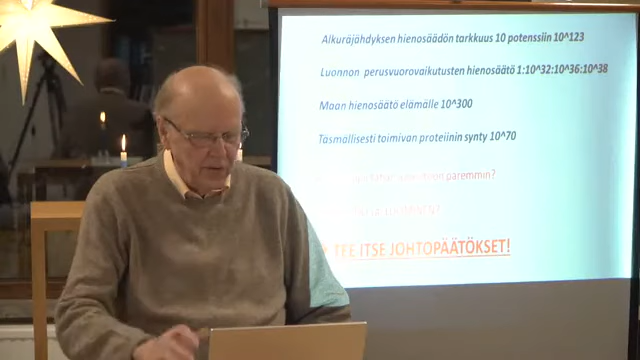 Alkuräjähdyksen hienosäädön tarkkuus 10 potenssiin 10^123
Luonnon perusvuorovaikutusten hienosäätö 1:10^32:10^36:10^38
Maan hienosäätö elämälle 10^300
Täsmällisesti toimivan proteiinin synty 10^70
paremmin?
TEE ITSE JOHTOPÄÄTÖKSET!